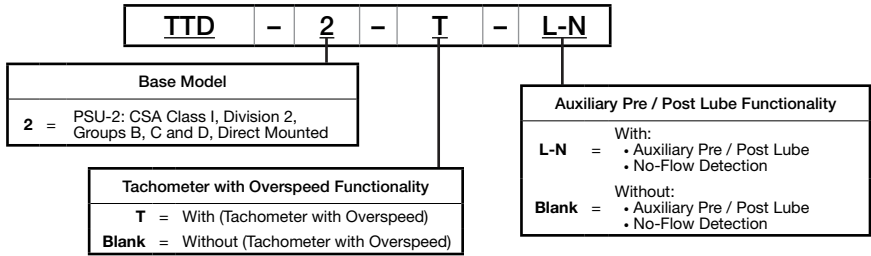 TTD – 2 – T – L-N
Base Model
2 = PSU-2: CSA Class I, Division 2,
Groups B, C and D, Direct Mounted
Tachometer with Overspeed Functionality
T = With (Tachometer with Overspeed)
Blank = Without (Tachometer with Overspeed)
Auxiliary Pre / Post Lube Functionality
L-N = With:
• Auxiliary Pre / Post Lube
• No-Flow Detection
Blank = Without:
• Auxiliary Pre / Post Lube
• No-Flow Detection